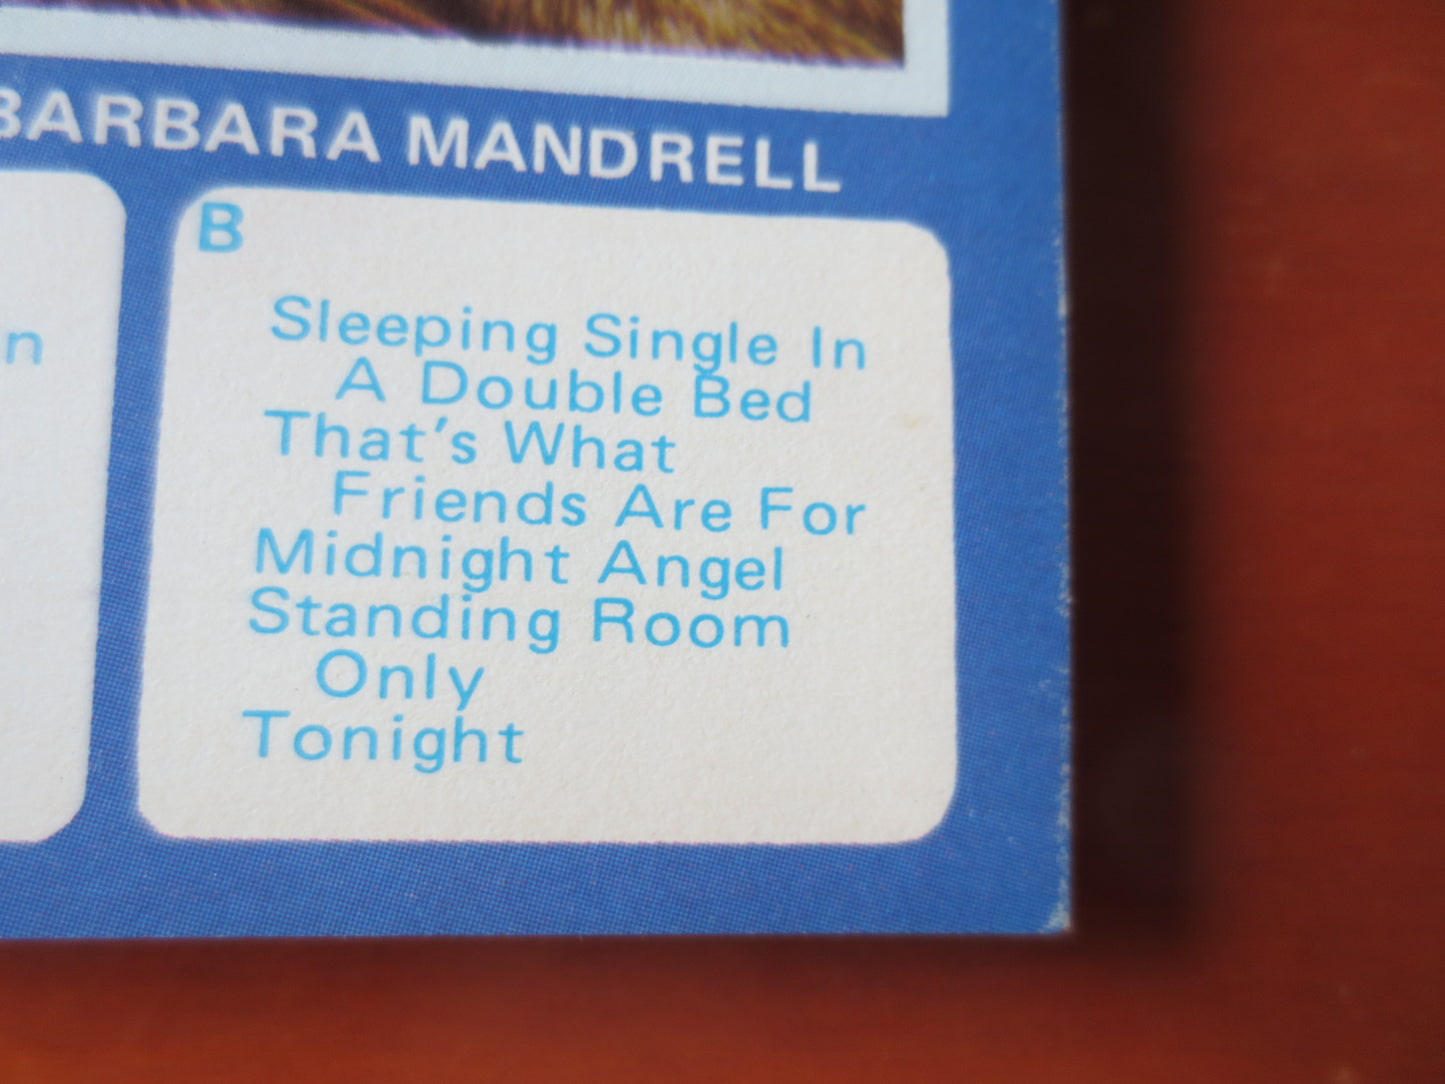 BARBARA MANDRELL
B
n
Sleeping Single In
A Double Bed
That's What
Friends Are For
Midnight Angel
Standing Room
Only
Tonight